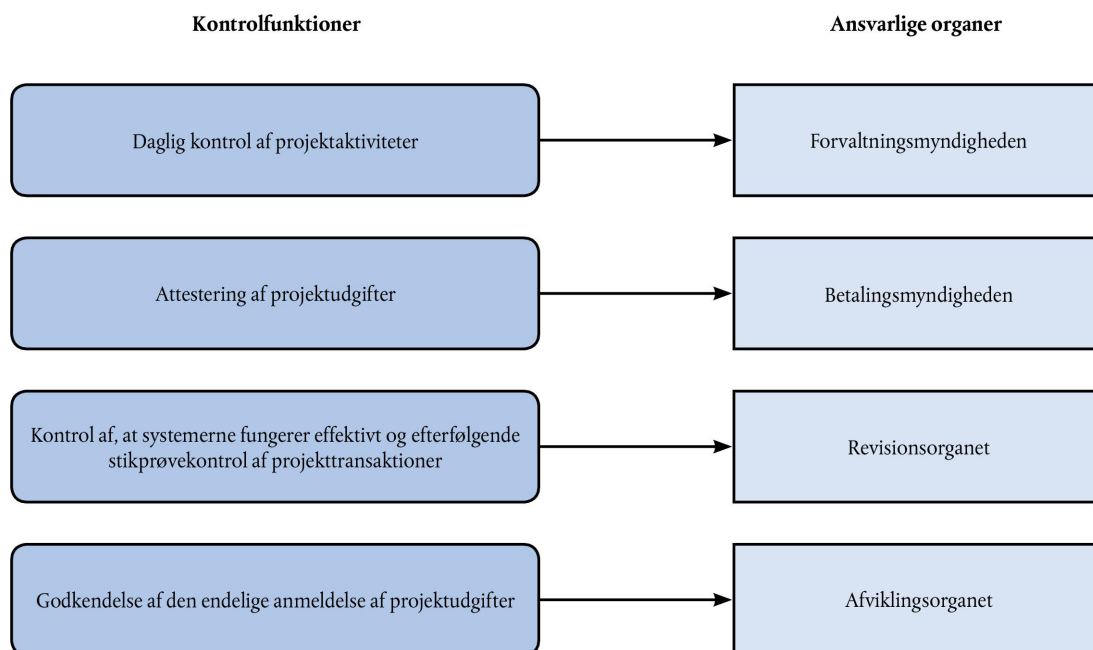 Kontrolfunktioner
Ansvarlige organer
Daglig kontrol af projektaktiviteter
Forvaltningsmyndigheden
Attestering af projektudgifter
Betalingsmyndigheden
Kontrol af, at systemerne fungerer effektivt og efterfølgende
stikprøvekontrol af projekttransaktioner
Revisionsorganet
Godkendelse af den endelige anmeldelse af projektudgifter
Afviklingsorganet